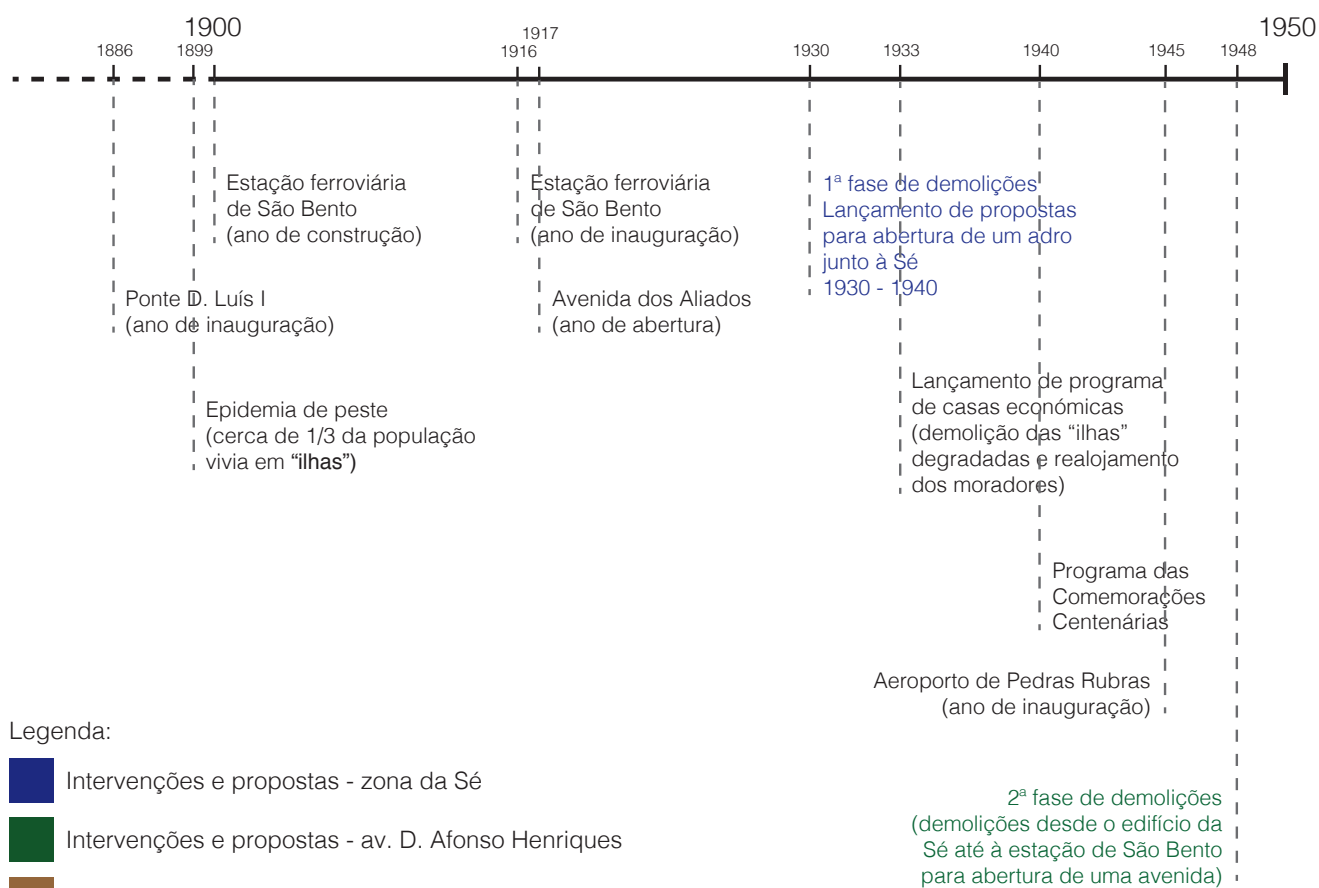 1900
1950
1886
1899
1916
1917
1930
1933
1940
1945
1948
Estação ferroviária
de São Bento
(ano de construção)
Estação ferroviária
de São Bento
(ano de inauguração)
1ª fase de demolições
Lançamento de propostas
para abertura de um adro
junto à Sé
1930 - 1940
Ponte D. Luís I
(ano de inauguração)
Avenida dos Aliados
(ano de abertura)
Epidemia de peste
(cerca de 1/3 da população
vivia em “ilhas”)
Lançamento de programa
de casas económicas
(demolição das “ilhas”
degradadas e realojamento
dos moradores)
Programa das
Comemorações
Centenárias
Aeroporto de Pedras Rubras
(ano de inauguração)
Legenda:
Intervenções e propostas - zona da Sé
Intervenções e propostas - av. D. Afonso Henriques
2ª fase de demolições
(demolições desde o edifício da
Sé até à estação de São Bento
para abertura de uma avenida)